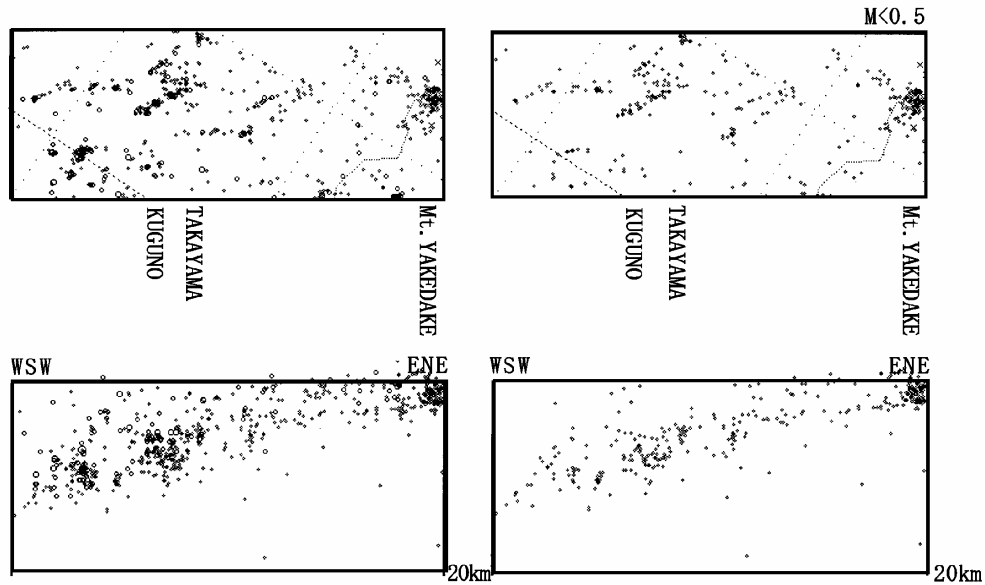 M<0.5
KUGUNO
TAKAYAMA
Mt.YAKEDAKE
KUGUNO
TAKAYAMA
Mt.YAKEDAKE
WSW
ENE
WSW
ENE
20km
20km